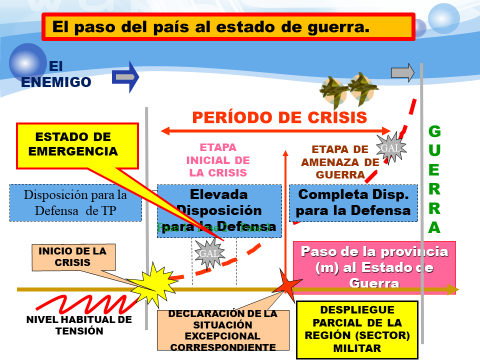 El paso del país al estado de guerra.
El
ENEMIGO
PERÍODO DE CRISIS
ESTADO DE
EMERGENCIA
ETAPA
INICIAL DE
LA CRISIS
ETAPA DE
AMENAZA DE
GUERRA
GAE
G
U
E
R
R
A
Disposición para la
Defensa de TP
Elevada
Disposición
para la Defensa
Completa Disp.
para la Defensa
GAE
INICIO DE LA
CRISIS
Paso de la provincia
(m) al Estado de
Guerra
NIVEL HABITUAL DE
TENSIÓN
DECLARACIÓN DE LA
SITUACIÓN
EXCEPCIONAL
CORRESPONDIENTE
DESPLIEGUE
PARCIAL DE LA
REGIÓN (SECTOR)
MILITAR